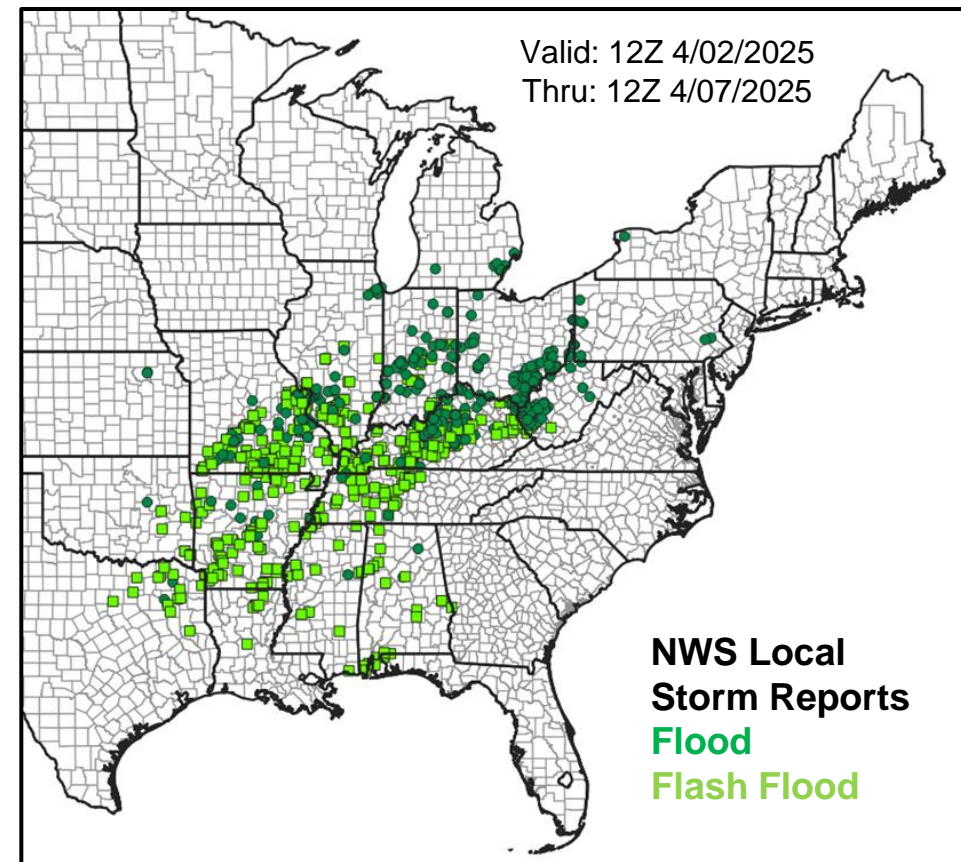 Valid: 12Z 4/02/2025
Thru: 12Z 4/07/2025
NWS Local
Storm Reports
Flood
Flash Flood